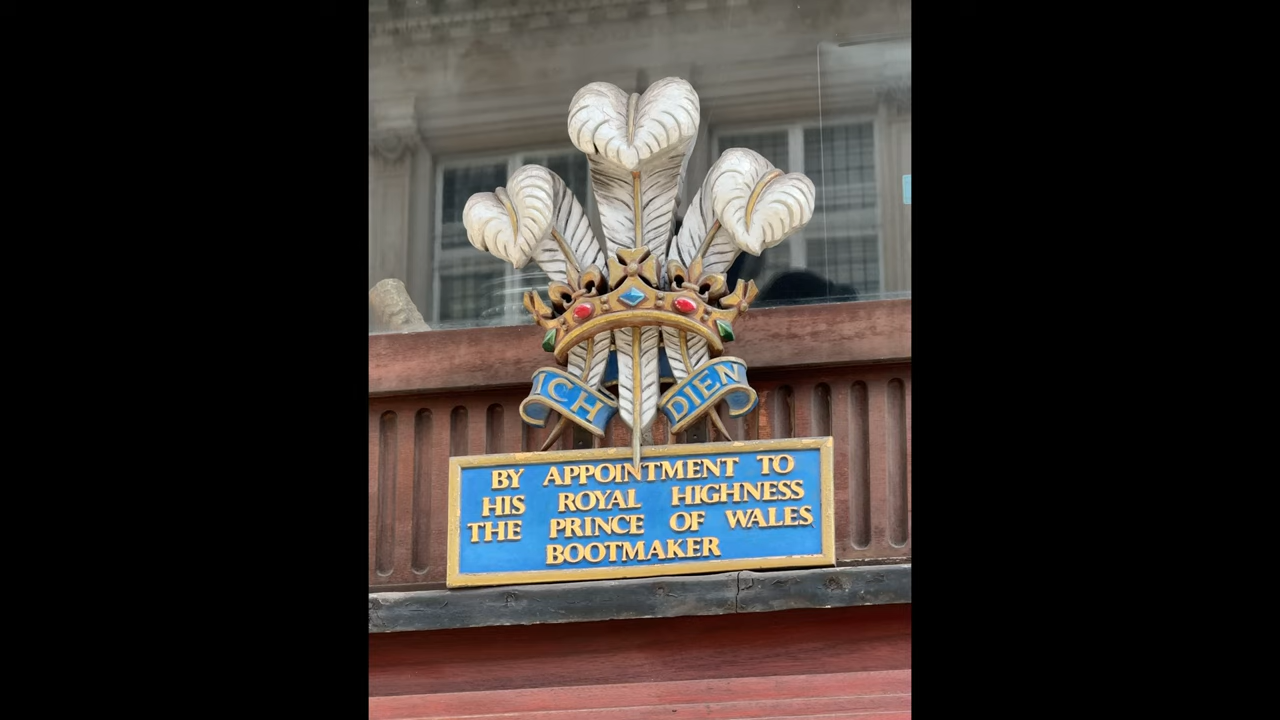 ICH DIEN
BY APPOINTMENT TO
HIS ROYAL HIGHNESS
THE PRINCE OF WALES
BOOTMAKER